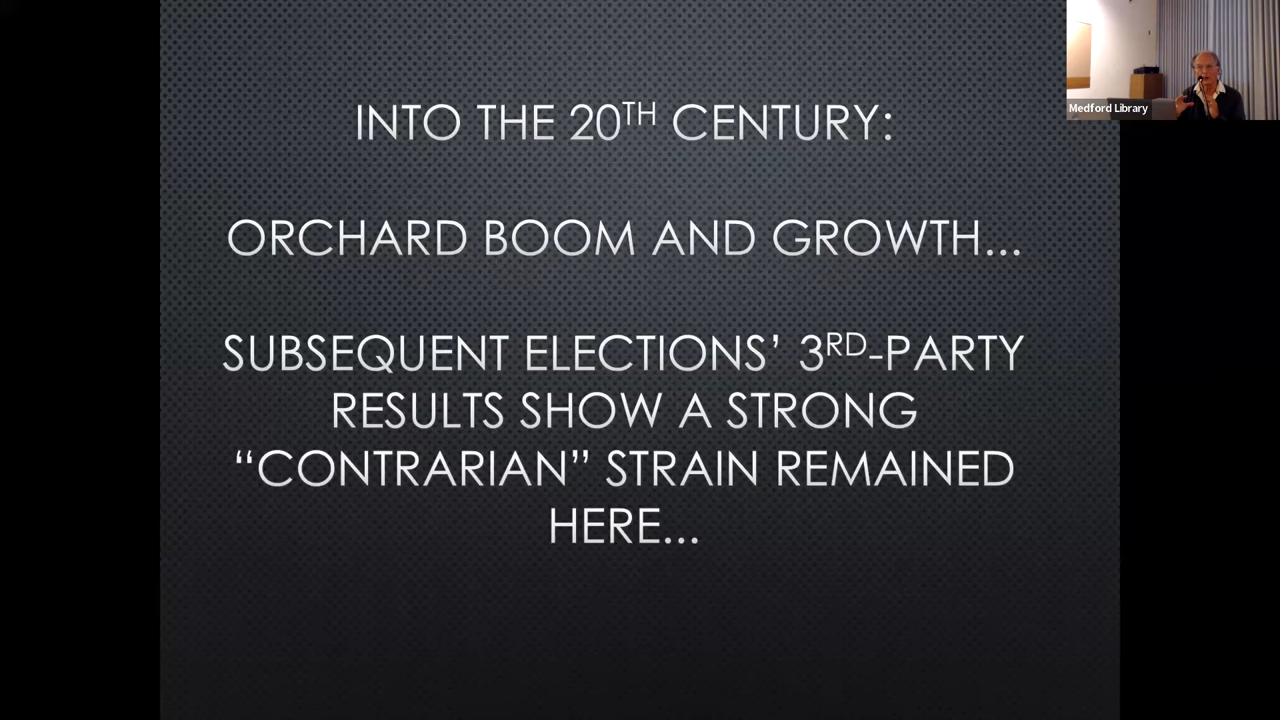 INTO THE 20TH CENTURY:
ORCHARD BOOM AND GROWTH...
SUBSEQUENT ELECTIONS’ 3RD-PARTY
RESULTS SHOW A STRONG
“CONTRARIAN” STRAIN REMAINED
HERE...
Medford Library